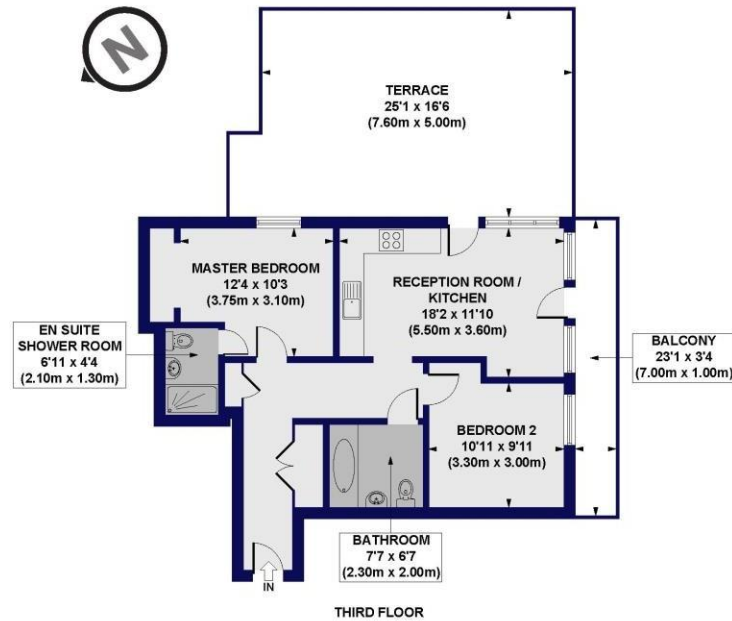 N
TERRACE
25'1 x 16'6
(7.60m x 5.00m)
MASTER BEDROOM
12'4 x 10'3
(3.75m x 3.10m)
RECEPTION ROOM /
KITCHEN
18'2 x 11'10
(5.50m x 3.60m)
EN SUITE
SHOWER ROOM
6'11 x 4'4
(2.10m x 1.30m)
BALCONY
23'1 x 3'4
(7.00m x 1.00m)
BEDROOM 2
10'11 x 9'11
(3.30m x 3.00m)
BATHROOM
7'7 x 6'7
(2.30m x 2.00m)
IN
THIRD FLOOR